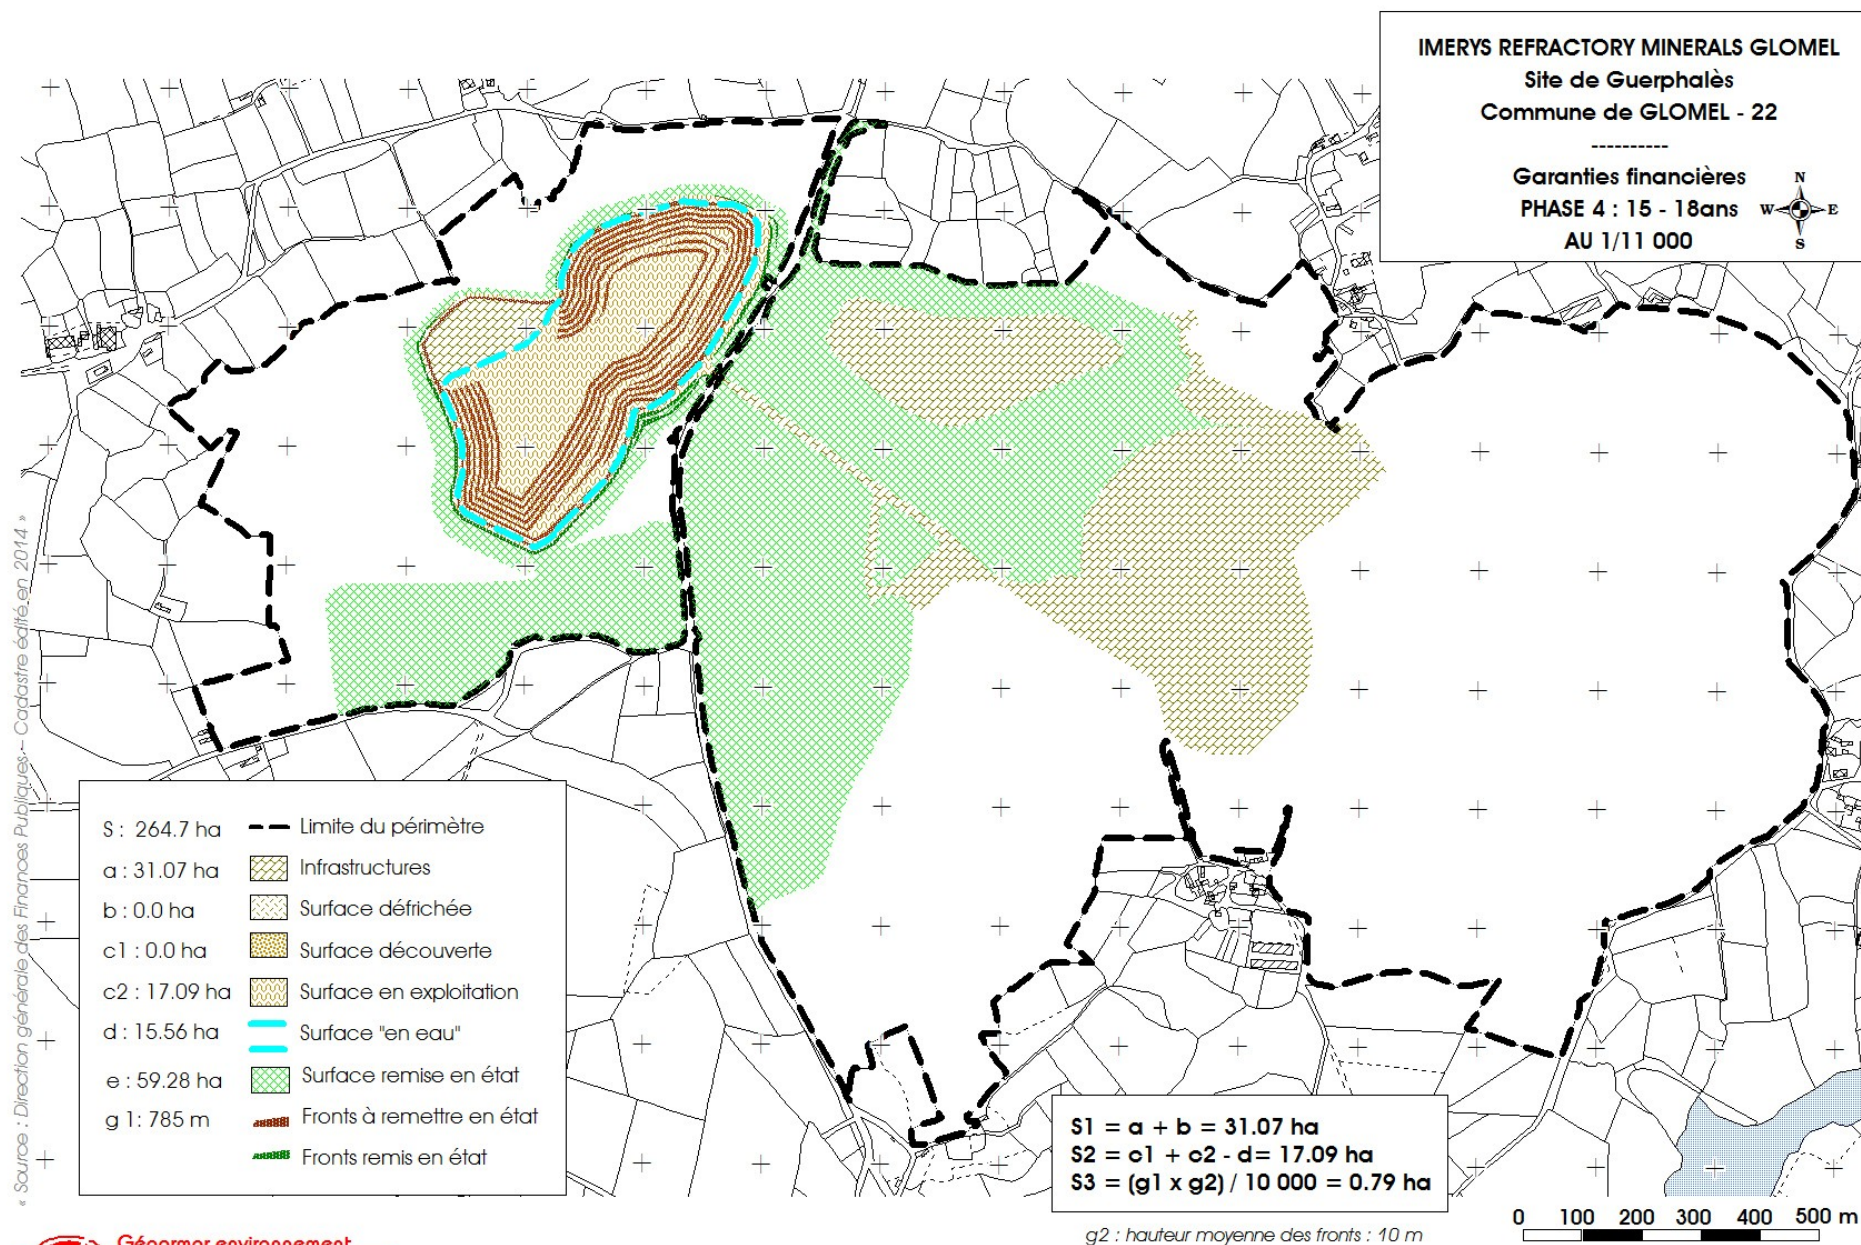 IMERYS REFRACTORY MINERALS GLOMEL
Site de Guerphalès
Commune de GLOMEL - 22
----------
Garanties financières
PHASE 4 : 15 - 18ans
AU 1/11 000
N
W E
S
« Source : Direction générale des Finances Publiques - Cadastre édité en 2014 »
S : 264.7 ha
Limite du périmètre
a : 31.07 ha
Infrastructures
b : 0.0 ha
Surface défrichée
c1 : 0.0 ha
Surface découverte
c2 : 17.09 ha
Surface en exploitation
d : 15.56 ha
Surface "en eau"
e : 59.28 ha
Surface remise en état
g 1: 785 m
Fronts à remettre en état
Fronts remis en état
S1 = a + b = 31.07 ha
S2 = c1 + c2 - d= 17.09 ha
S3 = (g1 x g2) / 10 000 = 0.79 ha
g2 : hauteur moyenne des fronts : 10 m
0 100 200 300 400 500 m
Géoarmor environnement